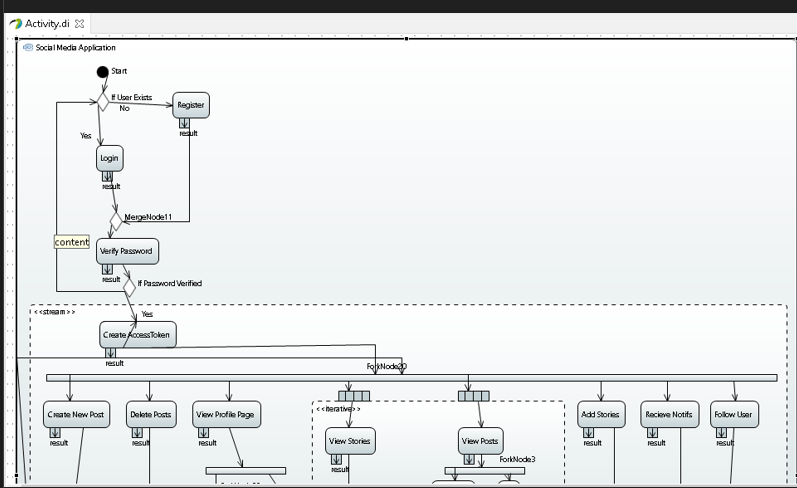 Activity.di
Social Media Application
Start
If User Exists
No
Register
result
Yes
Login
result
MergeNode11
content
Verify Password
result
If Password Verified
<<stream>>
Yes
Create AccessToken
result
ForkNode20
Create New Post
Delete Posts
View Profile Page
<<iterative>>
Add Stories
Recieve Notifs
Follow User
result
result
result
result
result
result
View Stories
View Posts
result
result
ForkNode3